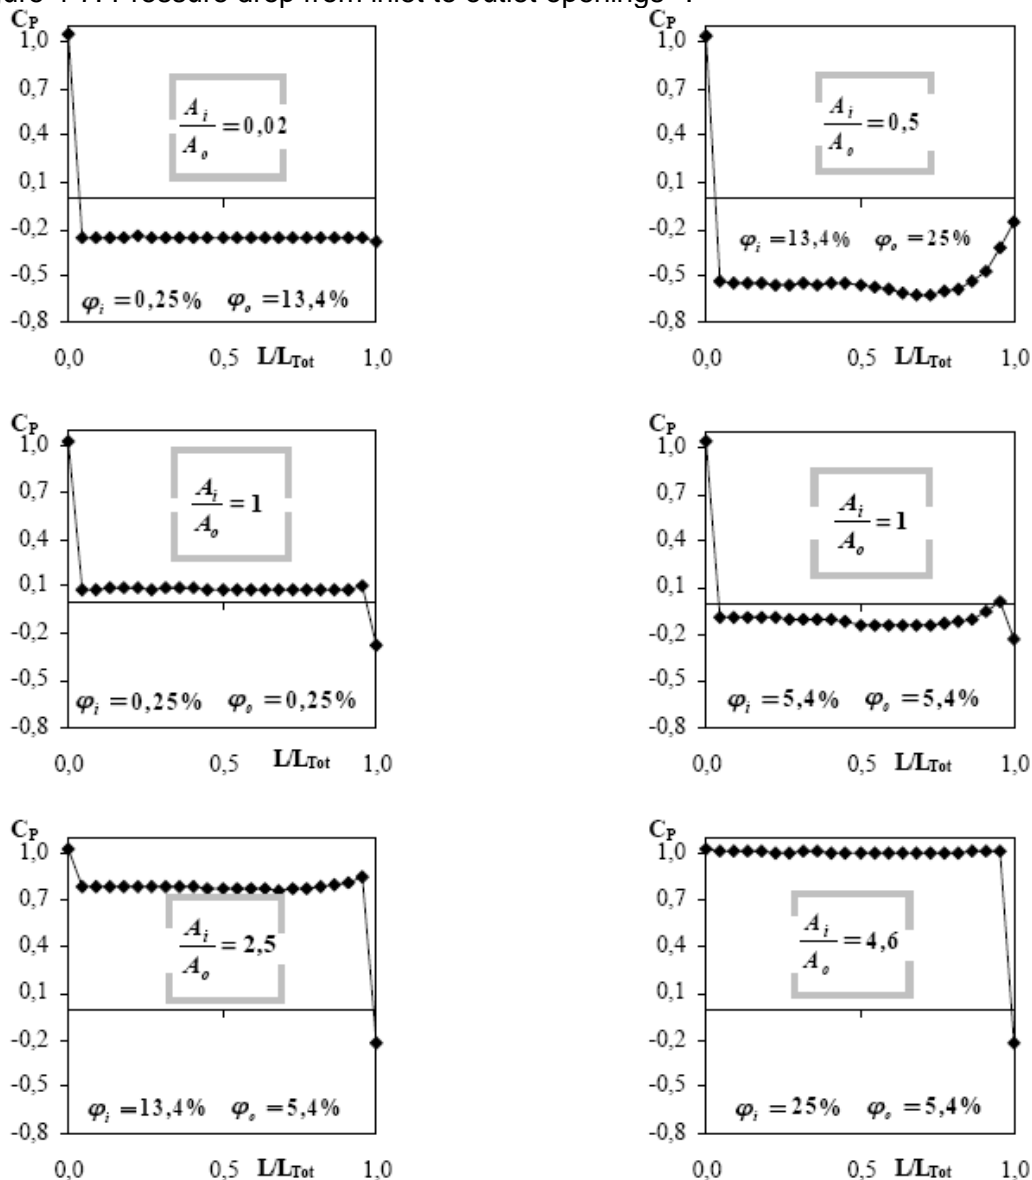 Pressure drop from inlet to outlet openings
C_P
1,0
0,7
0,4
0,1
-0,2
-0,5
-0,8
A_i/A_o = 0,02
φ_i = 0,25% φ_o = 13,4%
0,0 0,5 L/L_Tot 1,0
C_P
1,0
0,7
0,4
0,1
-0,2
-0,5
-0,8
A_i/A_o = 0,5
φ_i = 13,4% φ_o = 25%
0,0 0,5 L/L_Tot 1,0
C_P
1,0
0,7
0,4
0,1
-0,2
-0,5
-0,8
A_i/A_o = 1
φ_i = 0,25% φ_o = 0,25%
0,0 0,5 L/L_Tot 1,0
C_P
1,0
0,7
0,4
0,1
-0,2
-0,5
-0,8
A_i/A_o = 1
φ_i = 5,4% φ_o = 5,4%
0,0 0,5 L/L_Tot 1,0
C_P
1,0
0,7
0,4
0,1
-0,2
-0,5
-0,8
A_i/A_o = 2,5
φ_i = 13,4% φ_o = 5,4%
0,0 0,5 L/L_Tot 1,0
C_P
1,0
0,7
0,4
0,1
-0,2
-0,5
-0,8
A_i/A_o = 4,6
φ_i = 25% φ_o = 5,4%
0,0 0,5 L/L_Tot 1,0